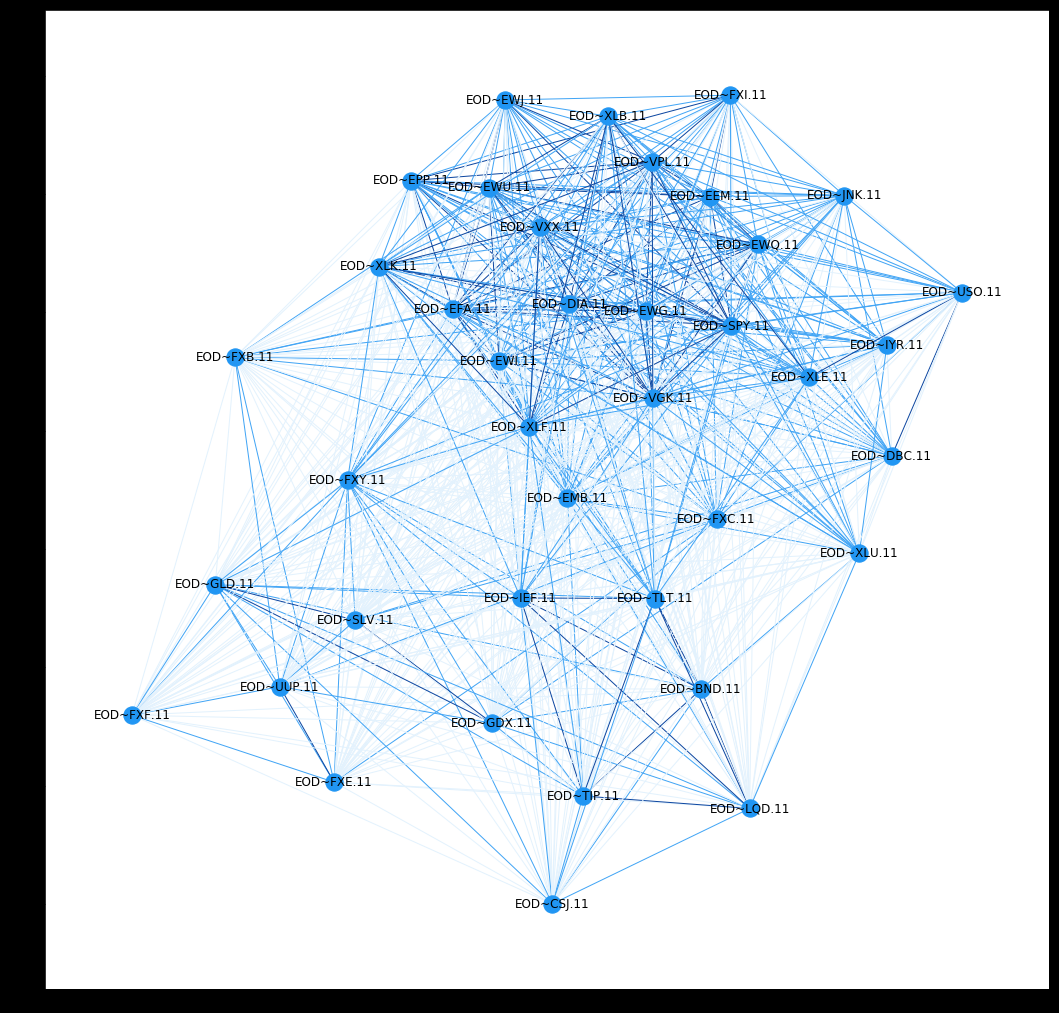 EOD~FXI.11
EOD~EWJ.11
EOD~XLB.11
EOD~VPL.11
EOD~EPP.11
EOD~EWU.11
EOD~EEM.11
EOD~JNK.11
EOD~VXX.11
EOD~EWQ.11
EOD~XLK.11
EOD~USO.11
EOD~DIA.11
EOD~EFA.11
EOD~EWG.11
EOD~SPY.11
EOD~IYR.11
EOD~FXB.11
EOD~EWI.11
EOD~XLE.11
EOD~VGK.11
EOD~XLF.11
EOD~DBC.11
EOD~FXY.11
EOD~EMB.11
EOD~FXC.11
EOD~XLU.11
EOD~GLD.11
EOD~IEF.11
EOD~TLT.11
EOD~SLV.11
EOD~UUP.11
EOD~BND.11
EOD~FXF.11
EOD~GDX.11
EOD~FXE.11
EOD~TIP.11
EOD~LQD.11
EOD~CSJ.11